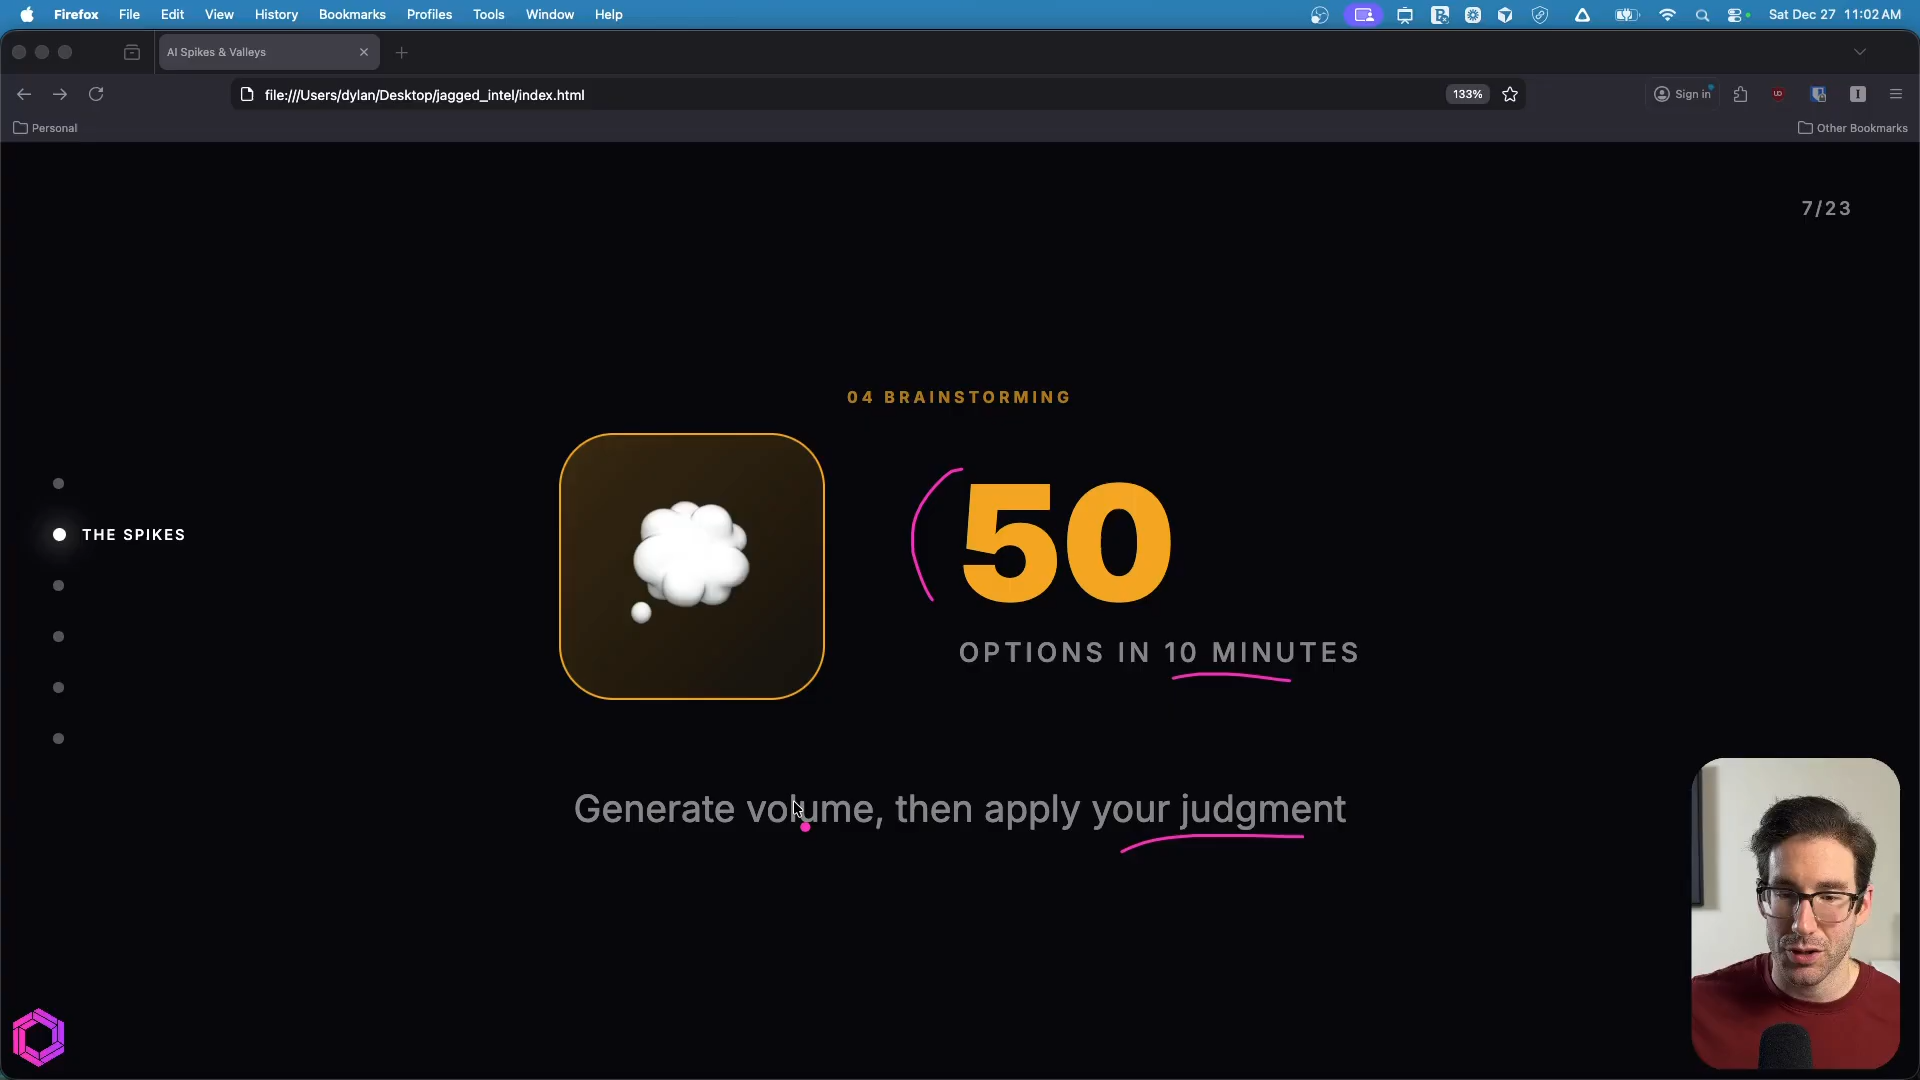 Firefox File Edit View History Bookmarks Profiles Tools Window Help Sat Dec 27 11:02 AM
AI Spikes & Valleys
file:///Users/dylan/Desktop/jagged_intel/index.html 133% Sign in
Personal Other Bookmarks
7/23
04 BRAINSTORMING
50
THE SPIKES
OPTIONS IN 10 MINUTES
Generate volume, then apply your judgment